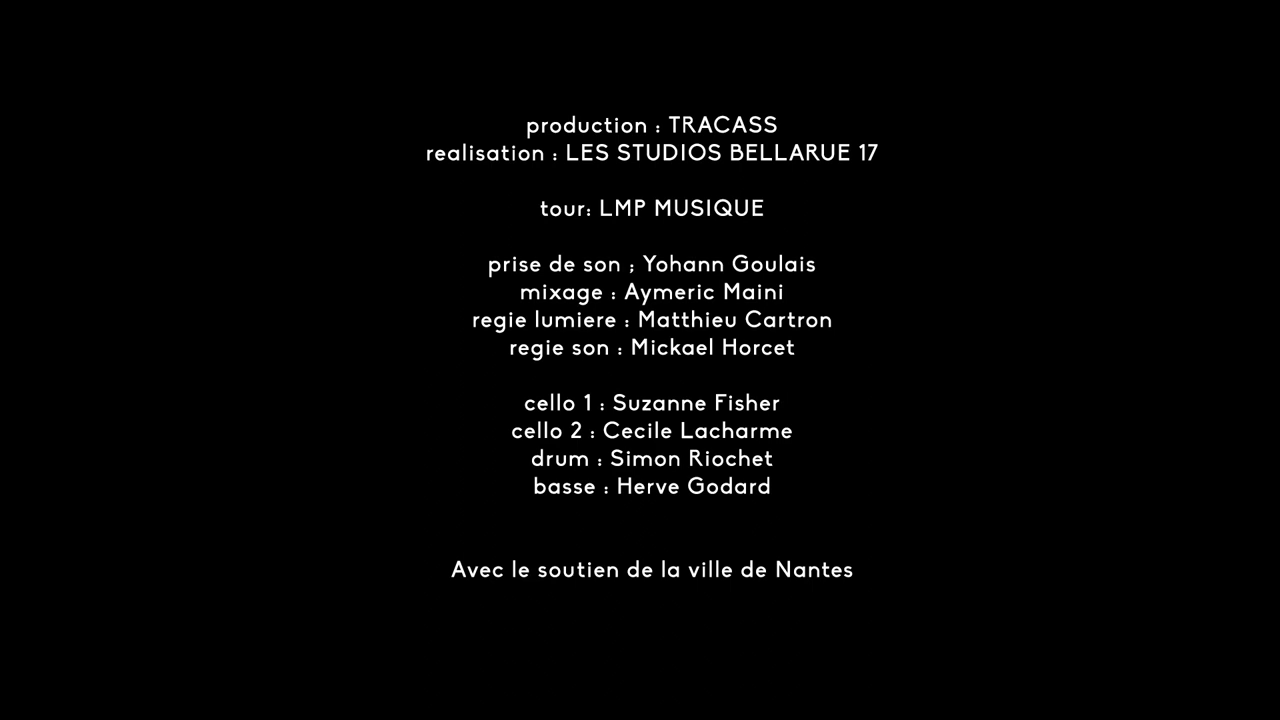 production : TRACASS
realisation : LES STUDIOS BELLARUE 17
tour: LMP MUSIQUE
prise de son ; Yohann Goulais
mixage : Aymeric Maini
regie lumiere : Matthieu Cartron
regie son : Mickael Horcet
cello 1 : Suzanne Fisher
cello 2 : Cecile Lacharme
drum : Simon Riochet
basse : Herve Godard
Avec le soutien de la ville de Nantes